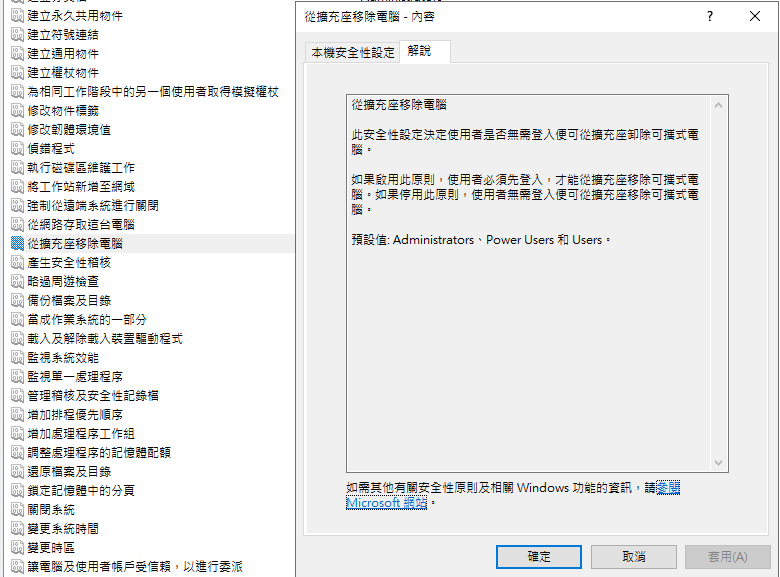 建立永久共用物件
建立符號連結
建立通用物件
建立權杖物件
為相同工作階段中的另一個使用者取得模擬權杖
修改物件標籤
修改韌體環境值
偵錯程式
執行磁碟區維護工作
將工作站新增至網域
強制從遠端系統進行關閉
從網路存取這台電腦
從擴充座移除電腦
產生安全性稽核
略過周遊檢查
備份檔案及目錄
當成作業系統的一部分
載入及解除載入裝置驅動程式
監視系統效能
監視單一處理程序
管理稽核及安全性記錄檔
增加排程優先順序
增加處理程序工作組
調整處理程序的記憶體配額
還原檔案及目錄
鎖定記憶體中的分頁
關閉系統
變更系統時間
變更時區
讓電腦及使用者帳戶受信賴，以進行委派
從擴充座移除電腦 - 內容
?
本機安全性設定 解說
從擴充座移除電腦
此安全性設定決定使用者是否無需登入便可從擴充座卸除可攜式電
腦。
如果啟用此原則，使用者必須先登入，才能從擴充座移除可攜式電
腦。如果停用此原則，使用者無需登入便可從擴充座移除可攜式電
腦。
預設值: Administrators、Power Users 和 Users。
如需其他有關安全性原則及相關 Windows 功能的資訊，請參閱
Microsoft 網站。
確定 取消 套用(A)